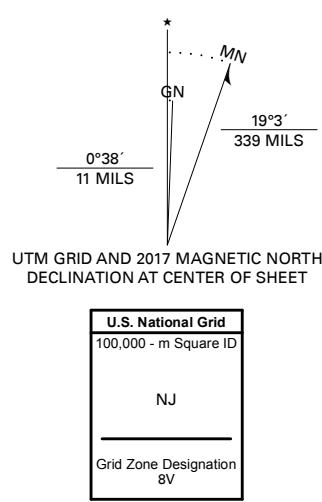 ★
MN
GN
0°38´
11 MILS
19°3´
339 MILS
UTM GRID AND 2017 MAGNETIC NORTH
DECLINATION AT CENTER OF SHEET
U.S. National Grid
100,000 - m Square ID
NJ
Grid Zone Designation
8V